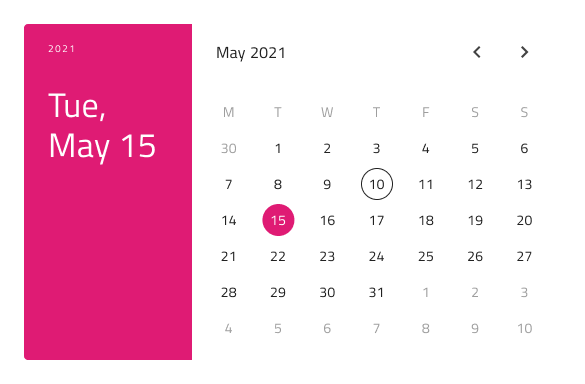 2021
Tue,
May 15
May 2021
M T W T F S S
30 1 2 3 4 5 6
7 8 9 10 11 12 13
14 15 16 17 18 19 20
21 22 23 24 25 26 27
28 29 30 31 1 2 3
4 5 6 7 8 9 10